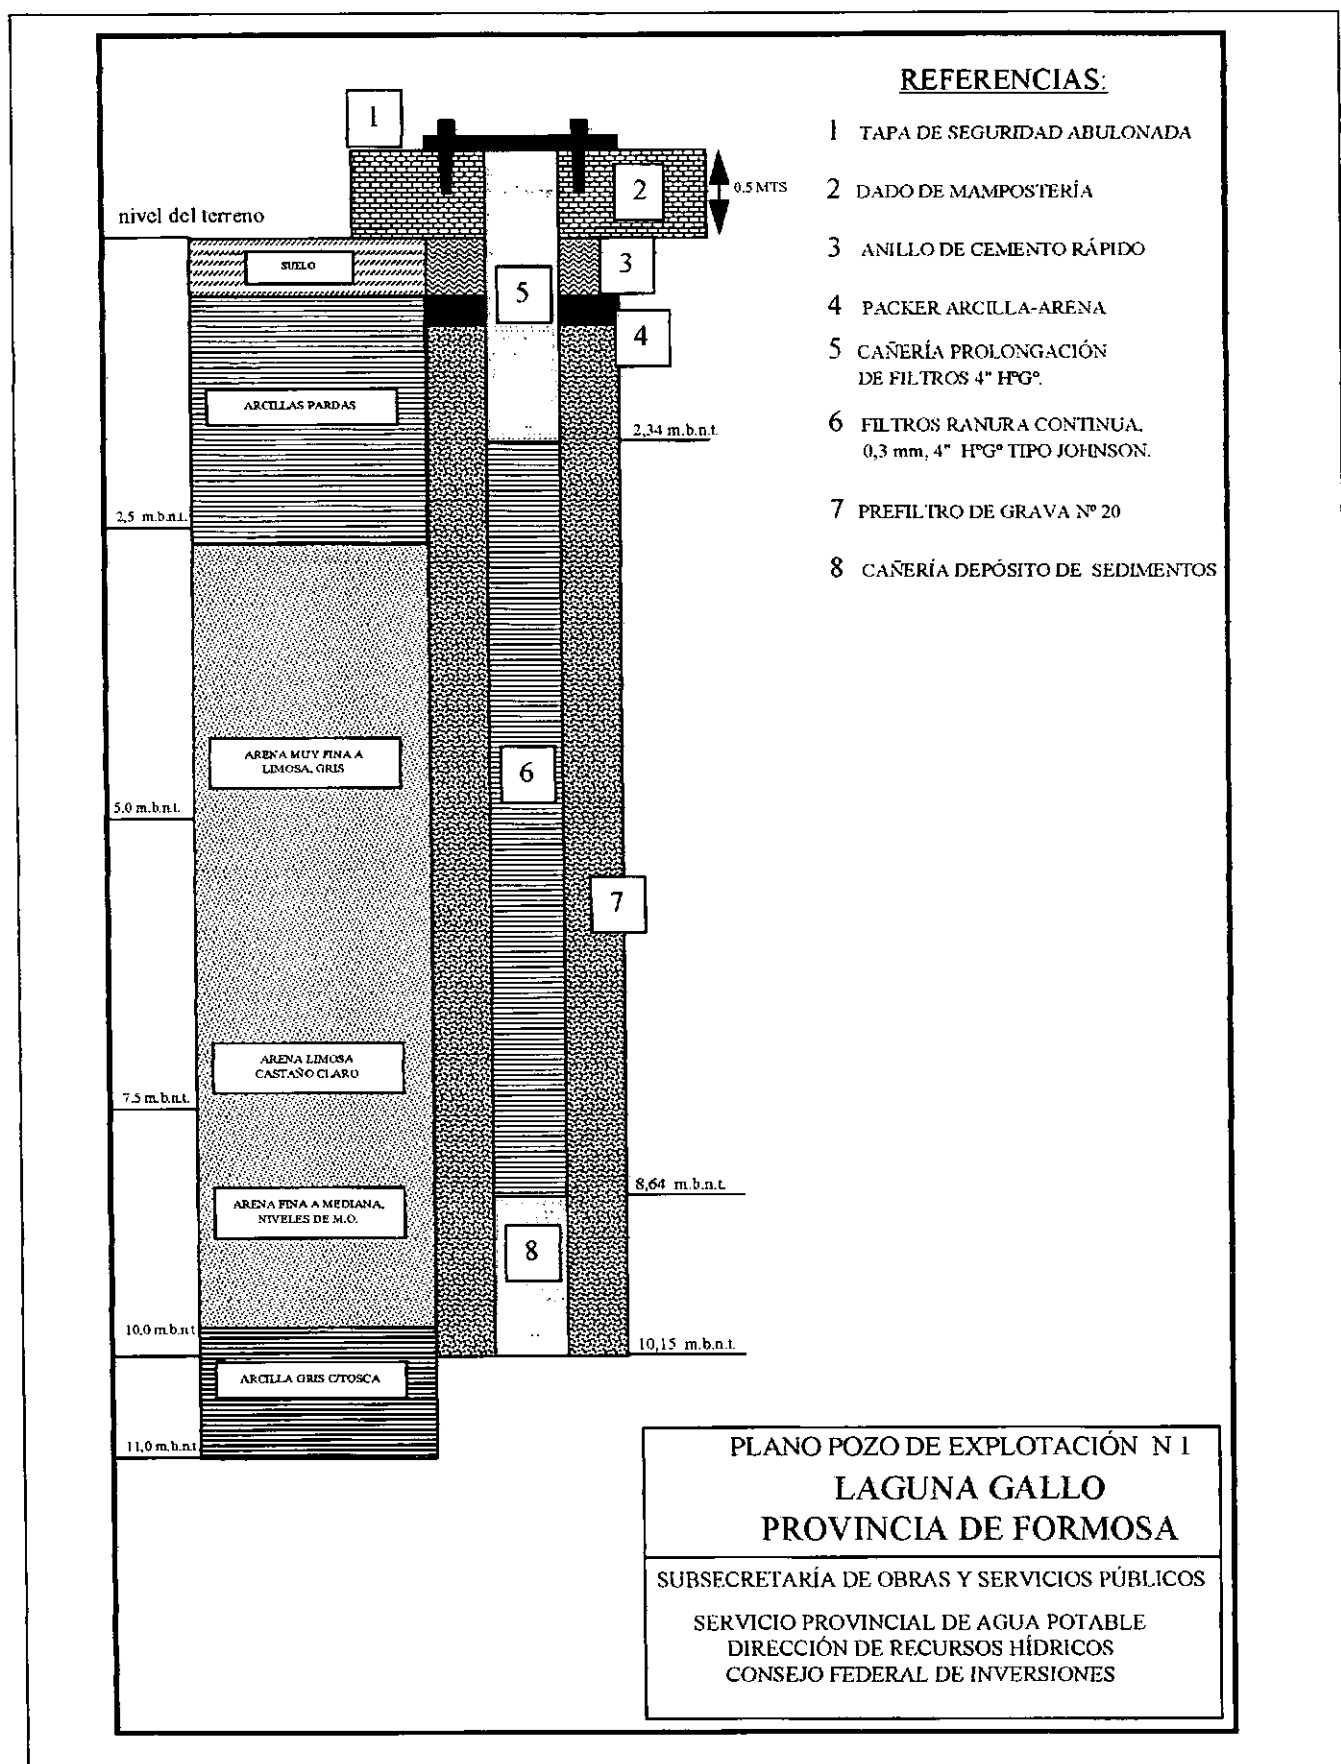 REFERENCIAS:
1 TAPA DE SEGURIDAD ABULONADA
2 DADO DE MAMPOSTERÍA
3 ANILLO DE CEMENTO RÁPIDO
4 PACKER ARCILLA-ARENA
5 CAÑERÍA PROLONGACIÓN
DE FILTROS 4" HºGº.
6 FILTROS RANURA CONTINUA,
0,3 mm, 4" HºGº TIPO JOHNSON.
7 PREFILTRO DE GRAVA Nº 20
8 CAÑERÍA DEPÓSITO DE SEDIMENTOS
1
2
0.5 MTS
nivel del terreno
SUELO
3
5
4
ARCILLAS PARDAS
2,34 m.b.n.t.
2,5 m.b.n.t.
ARENA MUY FINA A
LIMOSA, GRIS
6
5.0 m.b.n.t.
7
ARENA LIMOSA
CASTAÑO CLARO
7.5 m.b.n.t.
8,64 m.b.n.t.
ARENA FINA A MEDIANA,
NIVELES DE M.O.
8
10,0 m.b.n.t
10,15 m.b.n.t.
ARCILLA GRIS C/TOSCA
11,0 m.b.n.t.
PLANO POZO DE EXPLOTACIÓN N 1
LAGUNA GALLO
PROVINCIA DE FORMOSA
SUBSECRETARÍA DE OBRAS Y SERVICIOS PÚBLICOS
SERVICIO PROVINCIAL DE AGUA POTABLE
DIRECCIÓN DE RECURSOS HÍDRICOS
CONSEJO FEDERAL DE INVERSIONES